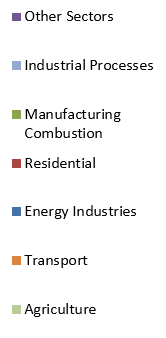 Other Sectors
Industrial Processes
Manufacturing
Combustion
Residential
Energy Industries
Transport
Agriculture